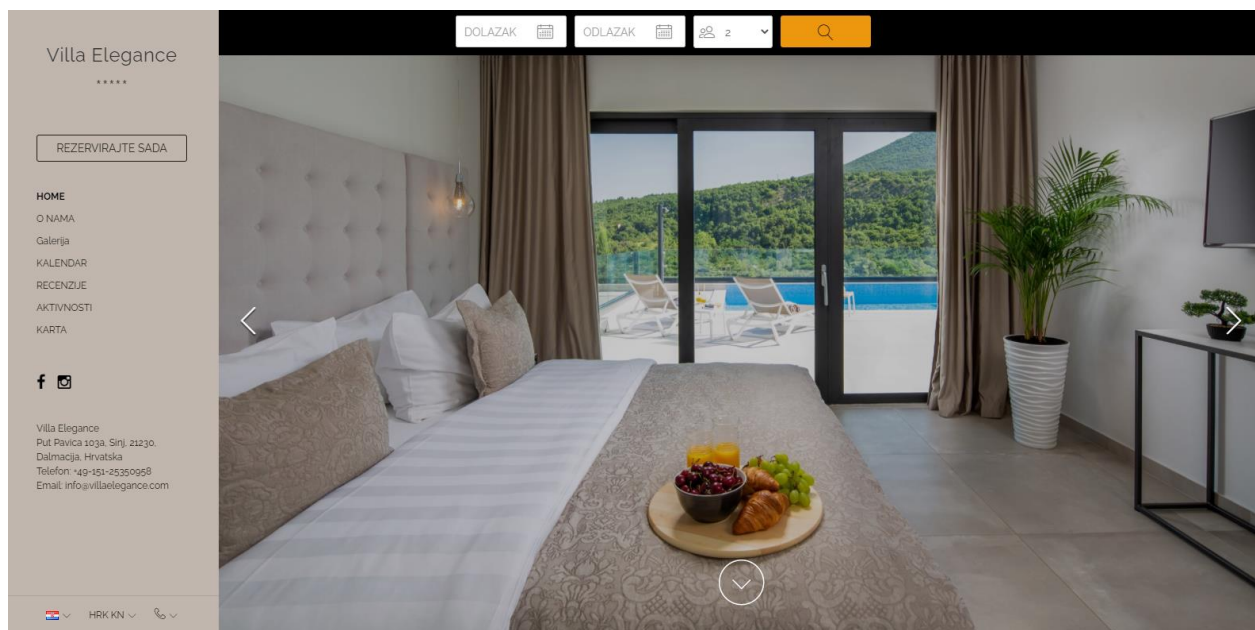 Villa Elegance
*****
REZERVIRAJTE SADA
HOME
O NAMA
Galerija
KALENDAR
RECENZIJE
AKTIVNOSTI
KARTA
Villa Elegance
Put Pavica 103a, Sinj, 21230,
Dalmacija, Hrvatska
Telefon: +49-151-25350958
Email: info@villaelegance.com
HRK KN
DOLAZAK
ODLAZAK
2